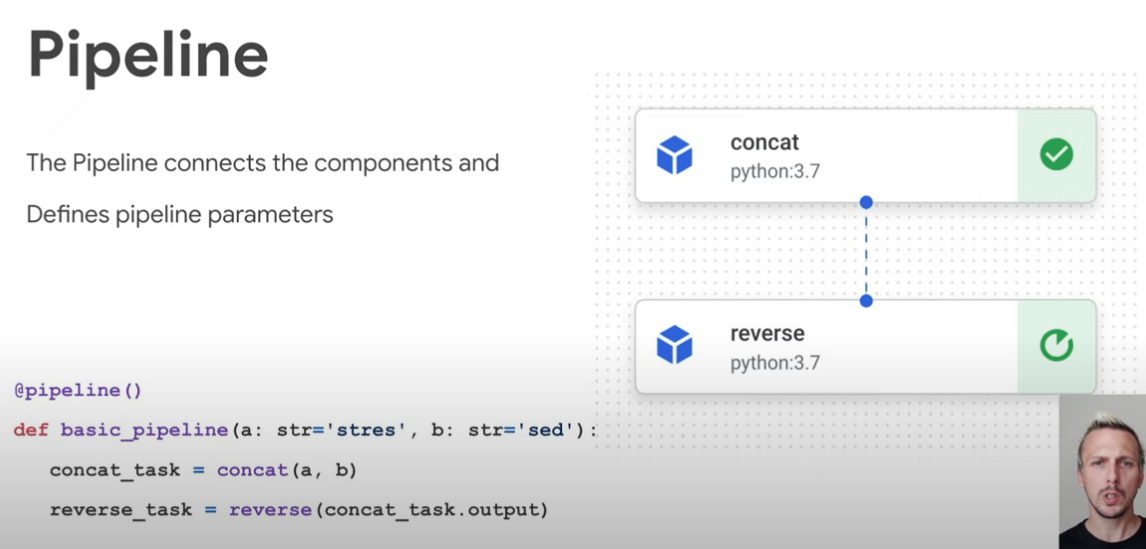 Pipeline
The Pipeline connects the components and
Defines pipeline parameters
concat
python:3.7
reverse
python:3.7
@pipeline()
def basic_pipeline(a: str='stres', b: str='sed'):
concat_task = concat(a, b)
reverse_task = reverse(concat_task.output)